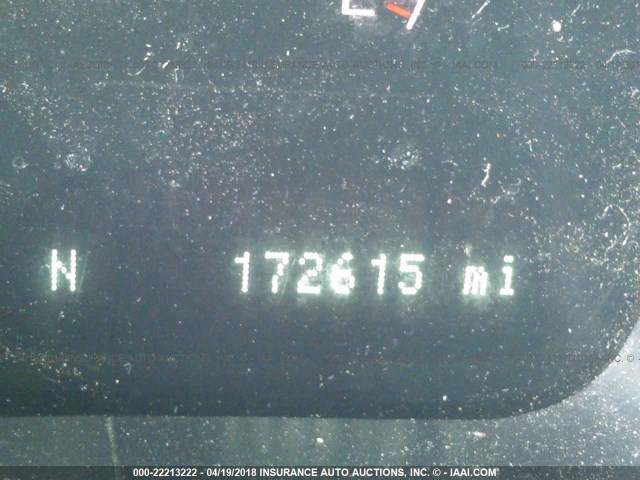 E
N 172615 mi
000-22213222 - 04/19/2018 INSURANCE AUTO AUCTIONS, INC. © - IAAI.COM